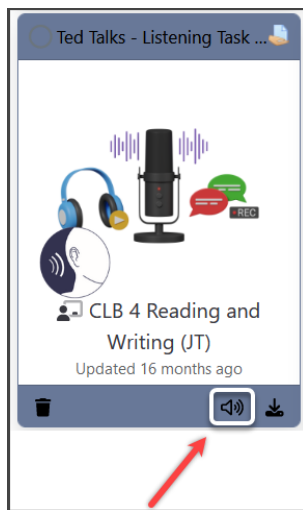 Ted Talks - Listening Task ...
REC
CLB 4 Reading and
Writing (JT)
Updated 16 months ago